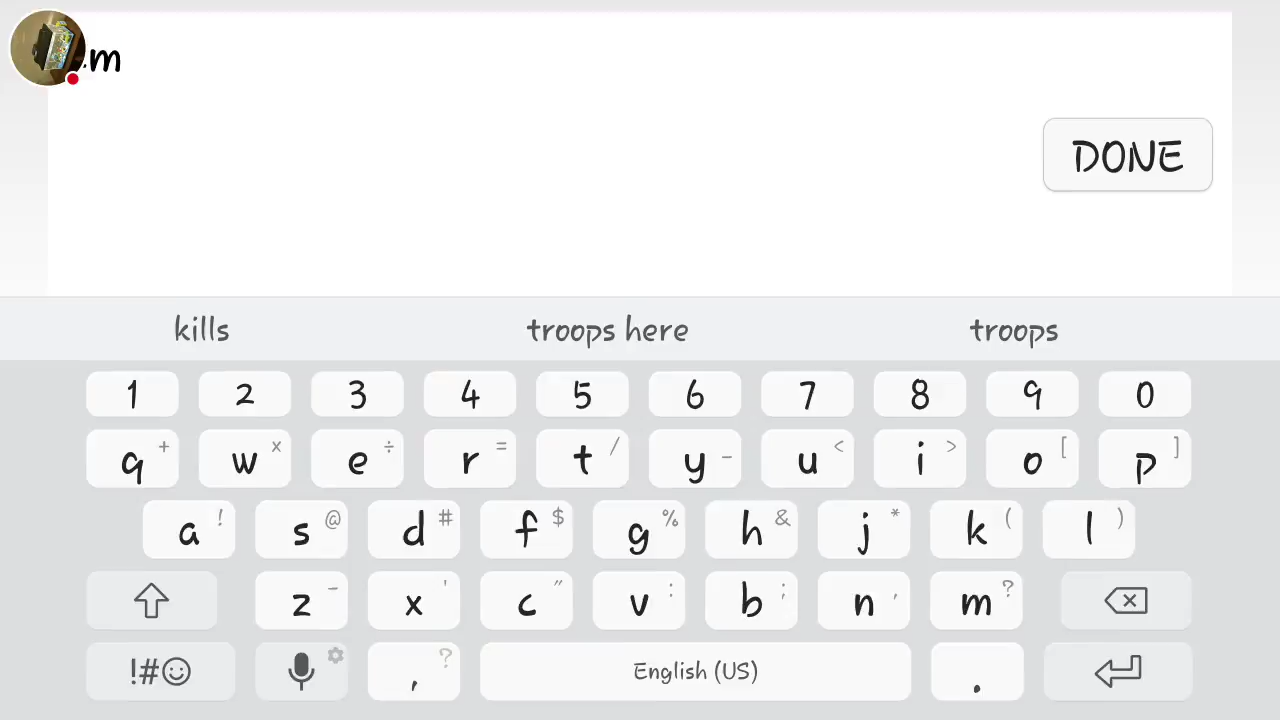 .m
DONE
kills troops here troops
1 2 3 4 5 6 7 8 9 0
q + w x e ÷ r = t / y - u < i > o [ p ]
a ! s @ d # f $ g % h & j * k ( l )
z - x ' c " v : b ; n , m ?
!#☺ , ? English (US) .